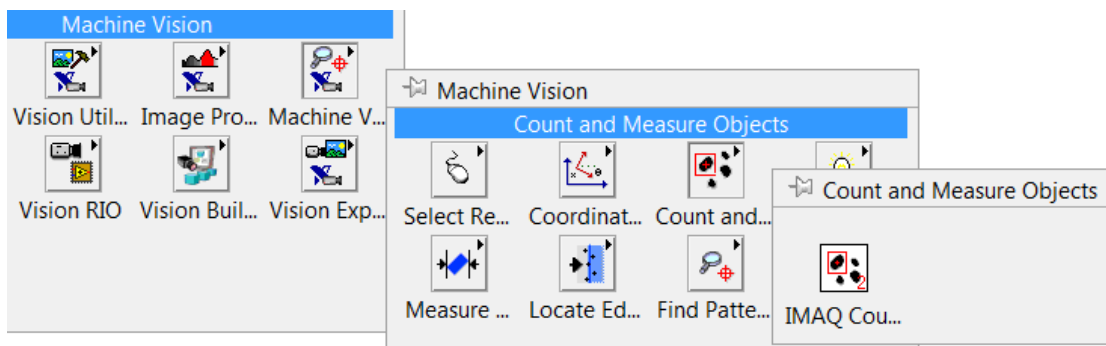 Machine Vision
Vision Util... Image Pro... Machine V...
Vision RIO Vision Buil... Vision Exp...
Machine Vision
Count and Measure Objects
Select Re... Coordinat... Count and...
Measure ... Locate Ed... Find Patte...
Count and Measure Objects
2
IMAQ Cou...